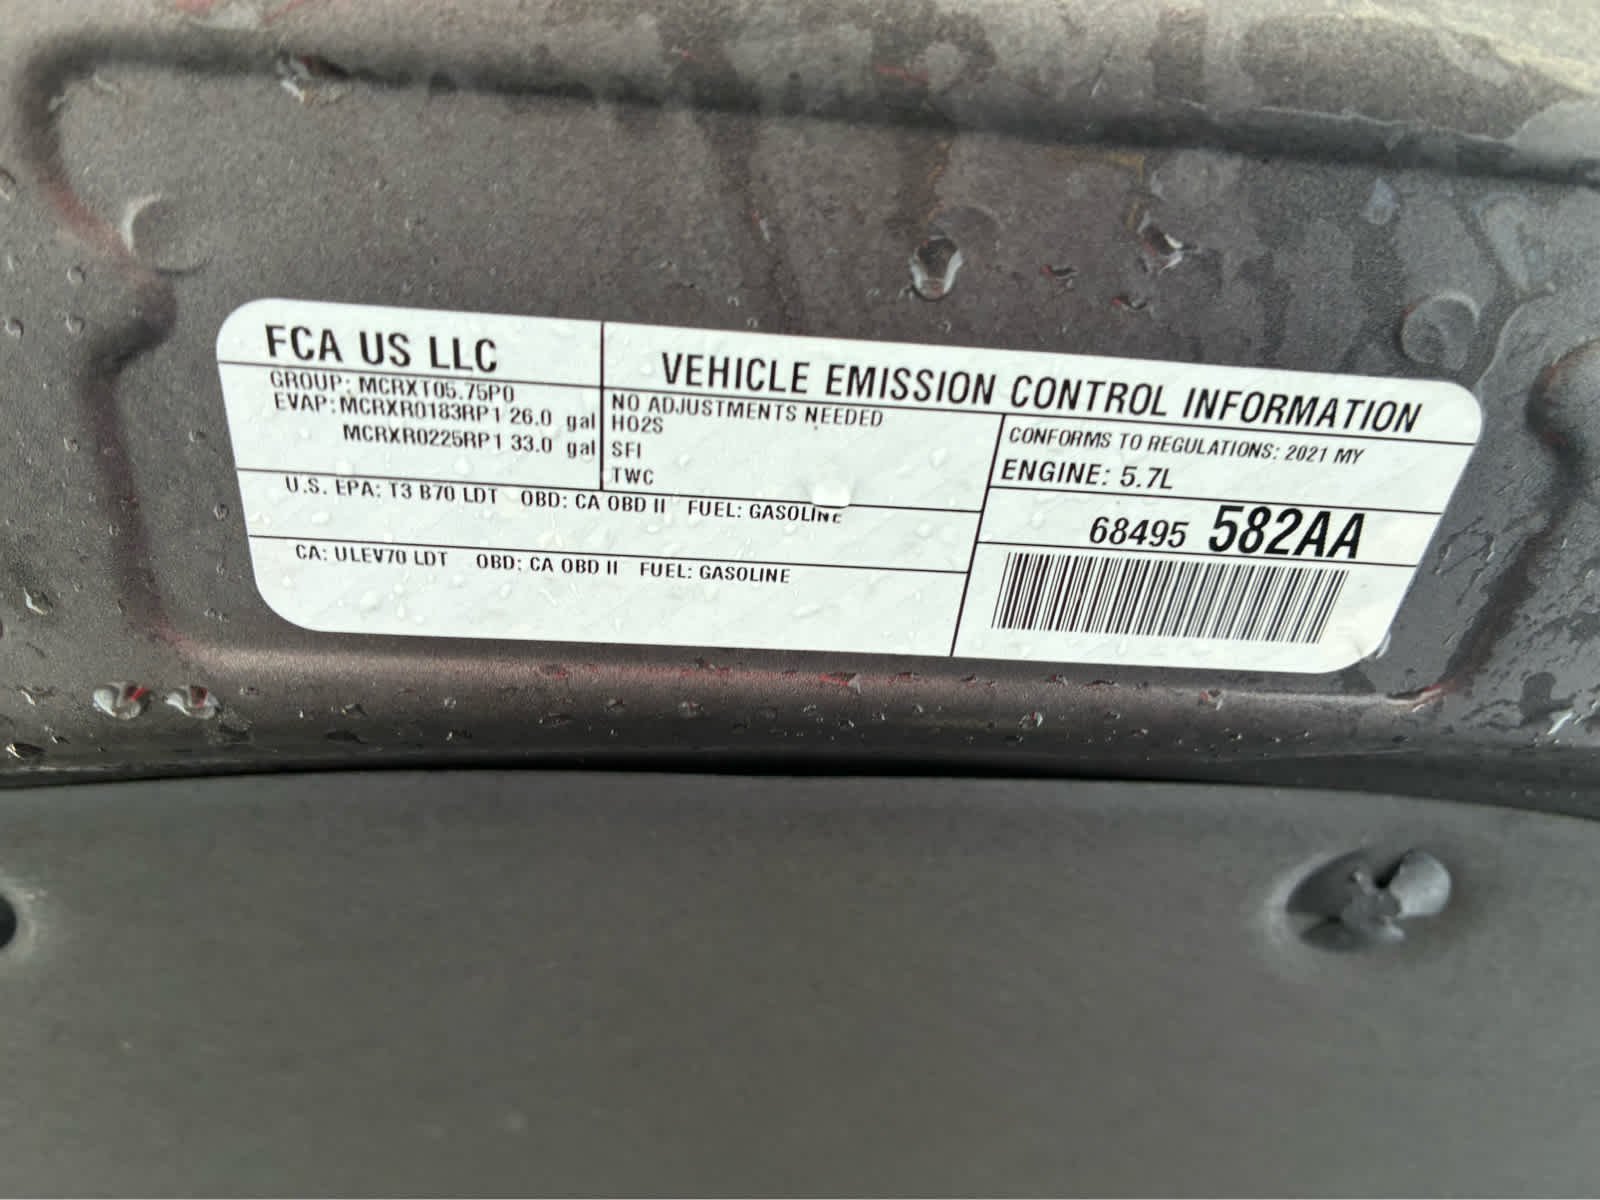 FCA US LLC
VEHICLE EMISSION CONTROL INFORMATION
GROUP: MCRXT05.75P0
EVAP: MCRXR0183RP1 26.0 gal
MCRXR0225RP1 33.0 gal
NO ADJUSTMENTS NEEDED
HO2S
SFI
TWC
CONFORMS TO REGULATIONS: 2021 MY
ENGINE: 5.7L
U.S. EPA: T3 B70 LDT OBD: CA OBD II FUEL: GASOLINE
68495 582AA
CA: ULEV70 LDT OBD: CA OBD II FUEL: GASOLINE